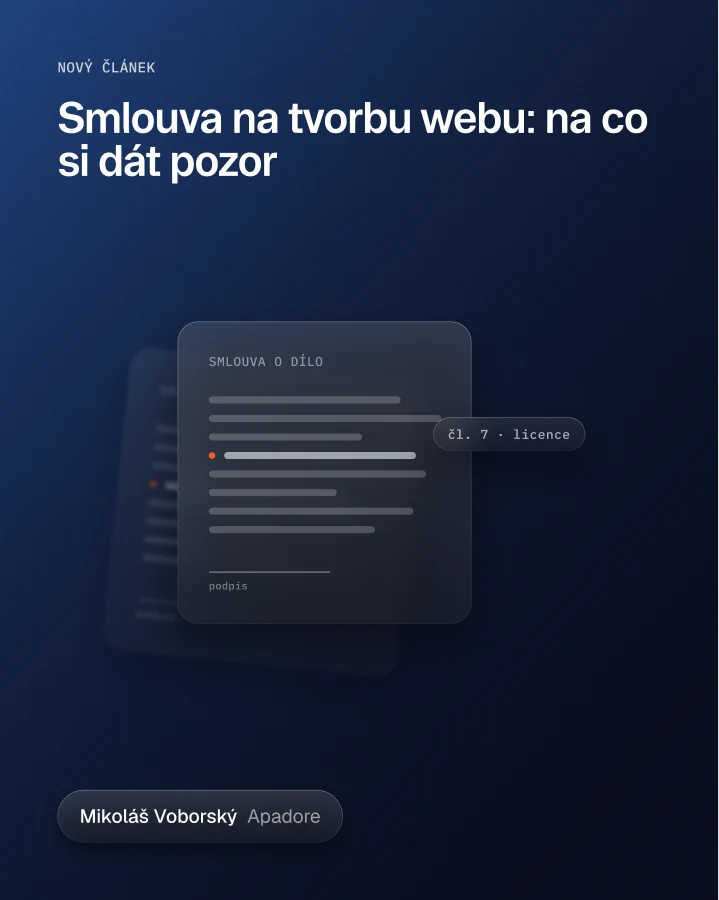 NOVÝ ČLÁNEK
Smlouva na tvorbu webu: na co
si dát pozor
SMLOUVA O DÍLO
čl. 7 · licence
podpis
Mikoláš Voborský Apadore